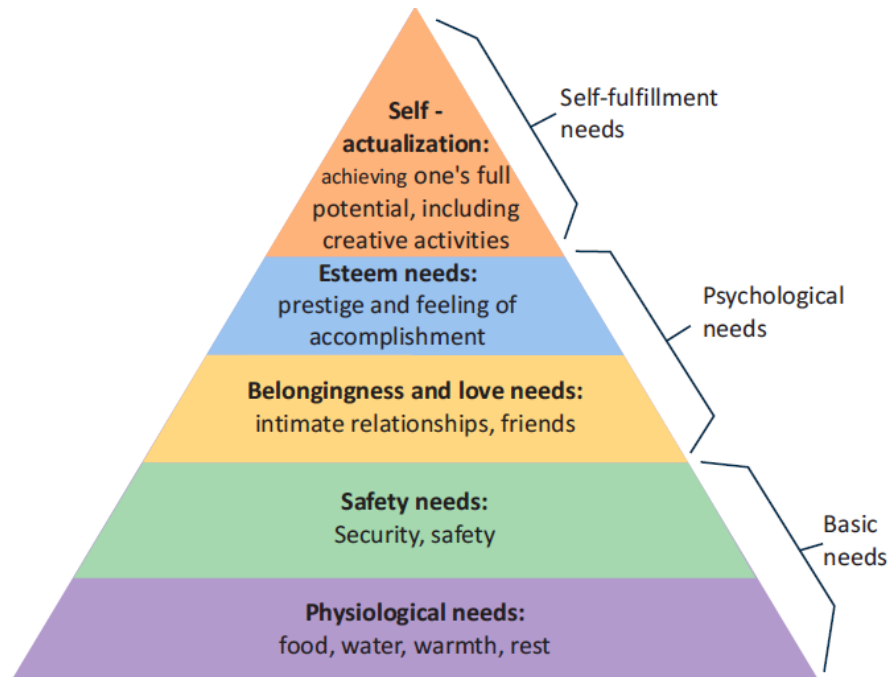 Self -
actualization:
achieving one's full
potential, including
creative activities
Self-fulfillment
needs
Esteem needs:
prestige and feeling of
accomplishment
Psychological
needs
Belongingness and love needs:
intimate relationships, friends
Safety needs:
Security, safety
Basic
needs
Physiological needs:
food, water, warmth, rest